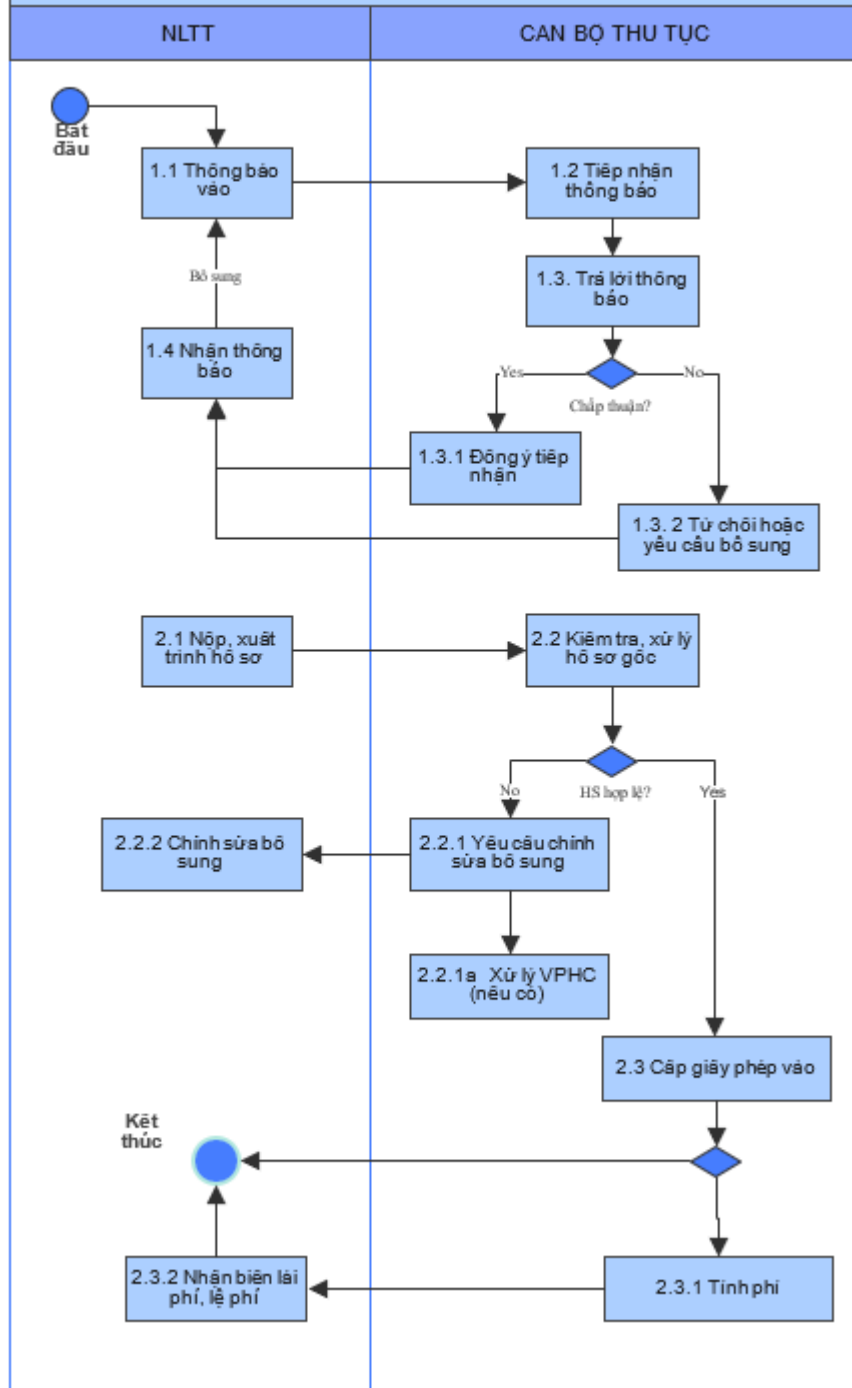 NLTT
CÁN BỘ THỦ TỤC
Bắt
đầu
1.1 Thông báo
vào
1.2 Tiếp nhận
thông báo
Bổ sung
1.3. Trả lời thông
báo
1.4 Nhận thông
báo
Yes
No
Chấp thuận?
1.3.1 Đồng ý tiếp
nhận
1.3. 2 Từ chối hoặc
yêu cầu bổ sung
2.1 Nộp, xuất
trình hồ sơ
2.2 Kiểm tra, xử lý
hồ sơ gốc
No
HS hợp lệ?
Yes
2.2.2 Chỉnh sửa bổ
sung
2.2.1 Yêu cầu chỉnh
sửa bổ sung
2.2.1a Xử lý VPHC
(nếu có)
2.3 Cấp giấy phép vào
Kết
thúc
2.3.2 Nhận biên lai
phí, lệ phí
2.3.1 Tính phí